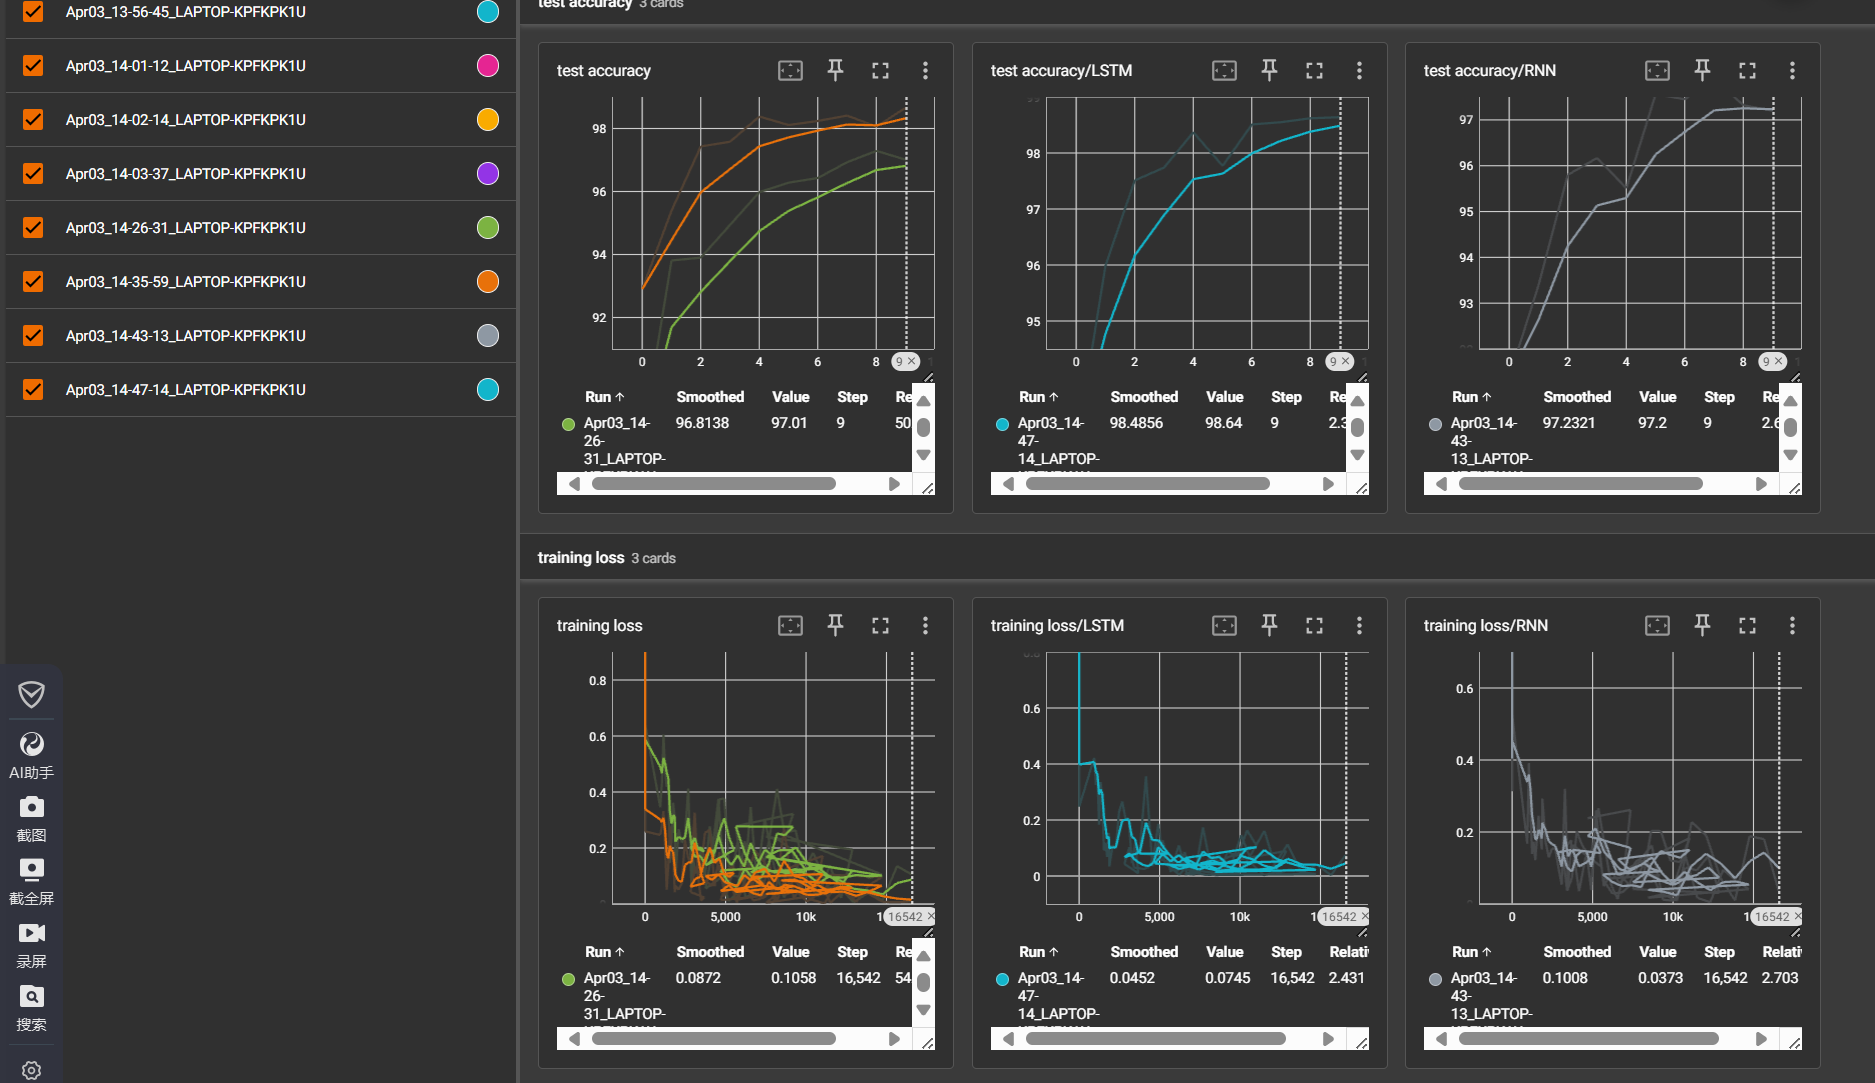 Apr03_13-56-45_LAPTOP-KPFKPK1U
Apr03_14-01-12_LAPTOP-KPFKPK1U
Apr03_14-02-14_LAPTOP-KPFKPK1U
Apr03_14-03-37_LAPTOP-KPFKPK1U
Apr03_14-26-31_LAPTOP-KPFKPK1U
Apr03_14-35-59_LAPTOP-KPFKPK1U
Apr03_14-43-13_LAPTOP-KPFKPK1U
Apr03_14-47-14_LAPTOP-KPFKPK1U
AI助手
截图
截全屏
录屏
搜索
test accuracy 3 cards
test accuracy
98
96
94
92
0 2 4 6 8 9 ×
Run ↑ Smoothed Value Step Re
Apr03_14- 96.8138 97.01 9 50
26-
31_LAPTOP-
test accuracy/LSTM
99
98
97
96
95
0 2 4 6 8 9 ×
Run ↑ Smoothed Value Step Re
Apr03_14- 98.4856 98.64 9 2.3
47-
14_LAPTOP-
test accuracy/RNN
97
96
95
94
93
0 2 4 6 8 9 ×
Run ↑ Smoothed Value Step Re
Apr03_14- 97.2321 97.2 9 2.6
43-
13_LAPTOP-
training loss 3 cards
training loss
0.8
0.6
0.4
0.2
0 5,000 10k 1 16542 ×
Run ↑ Smoothed Value Step Re
Apr03_14- 0.0872 0.1058 16,542 54
26-
31_LAPTOP-
training loss/LSTM
0.8
0.6
0.4
0.2
0
0 5,000 10k 1 16542 ×
Run ↑ Smoothed Value Step Relati
Apr03_14- 0.0452 0.0745 16,542 2.431
47-
14_LAPTOP-
training loss/RNN
0.6
0.4
0.2
0 5,000 10k 1 16542 ×
Run ↑ Smoothed Value Step Relati
Apr03_14- 0.1008 0.0373 16,542 2.703
43-
13_LAPTOP-